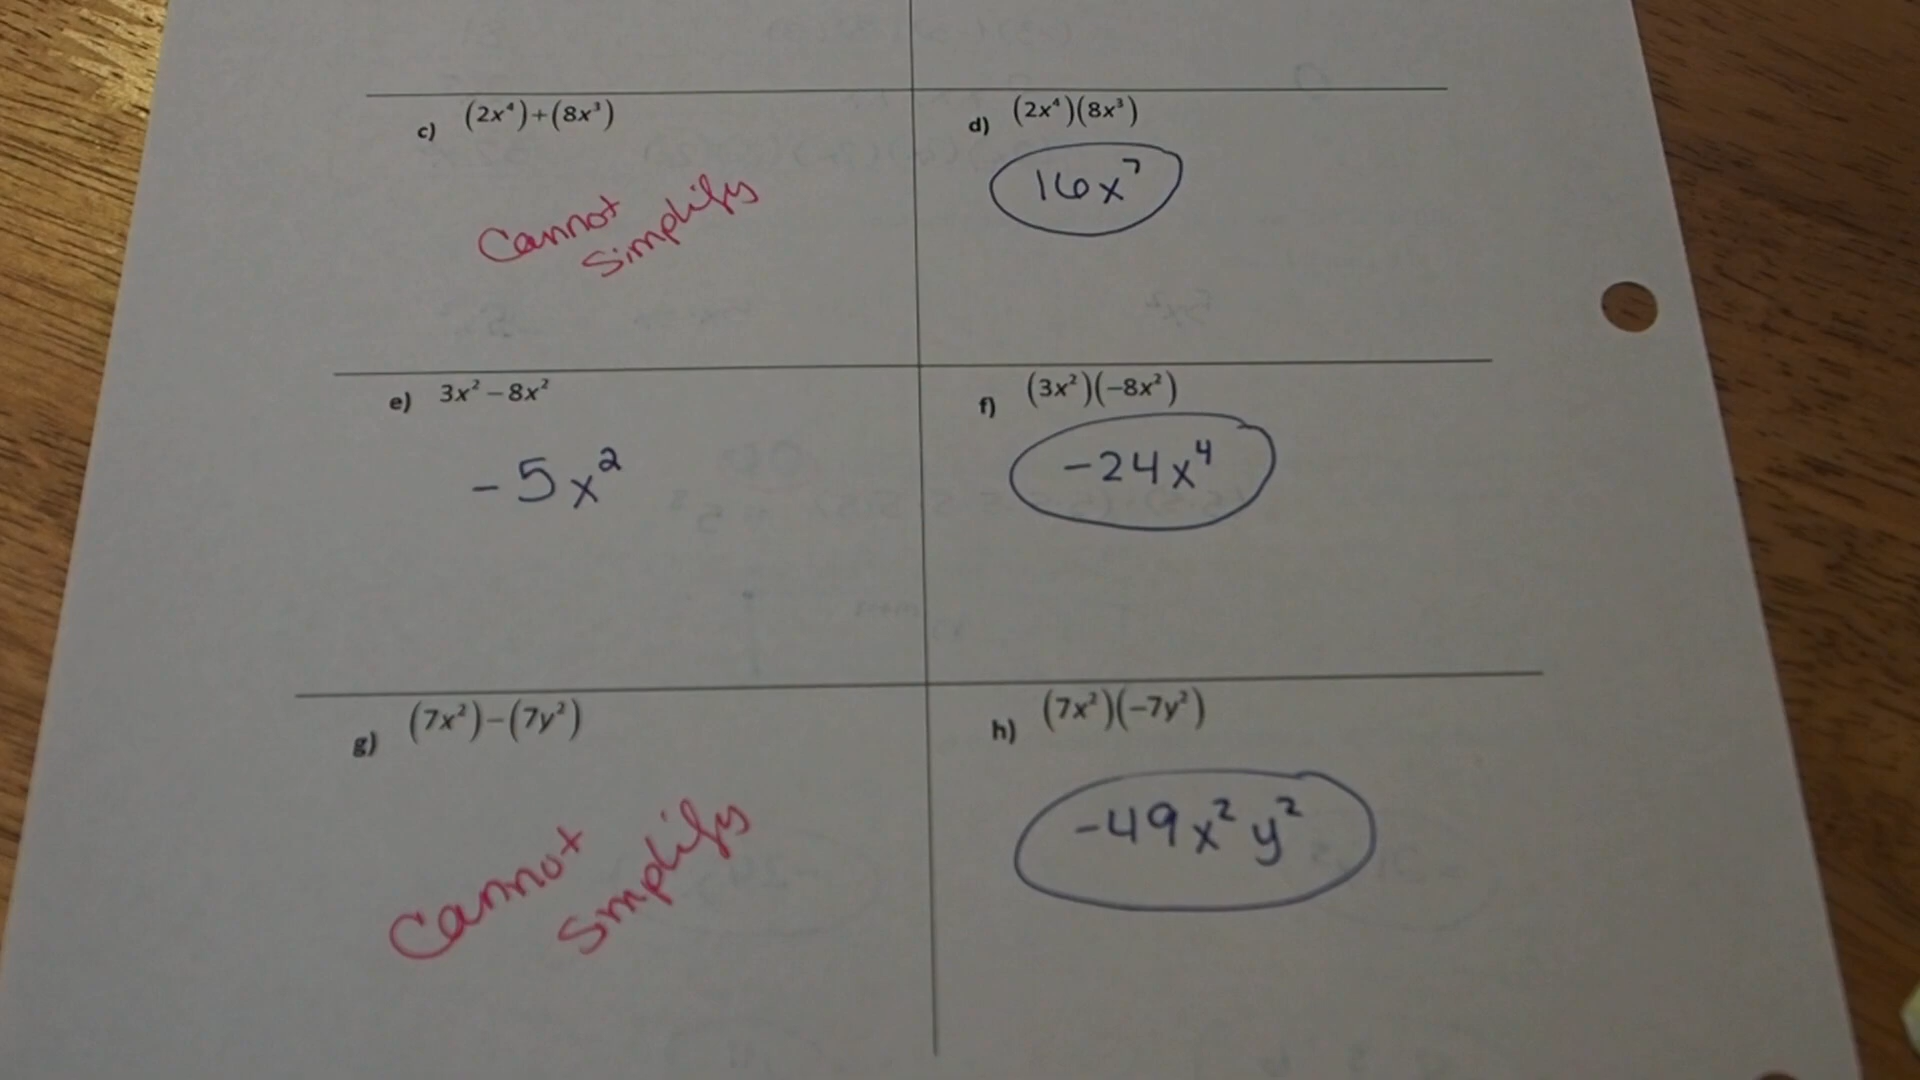 c) (2x⁴)+(8x³)
Cannot
Simplify
d) (2x⁴)(8x³)
16x⁷
e) 3x² – 8x²
-5x²
f) (3x²)(–8x²)
-24x⁴
g) (7x²)–(7y²)
Cannot
Simplify
h) (7x²)(–7y²)
-49x²y²